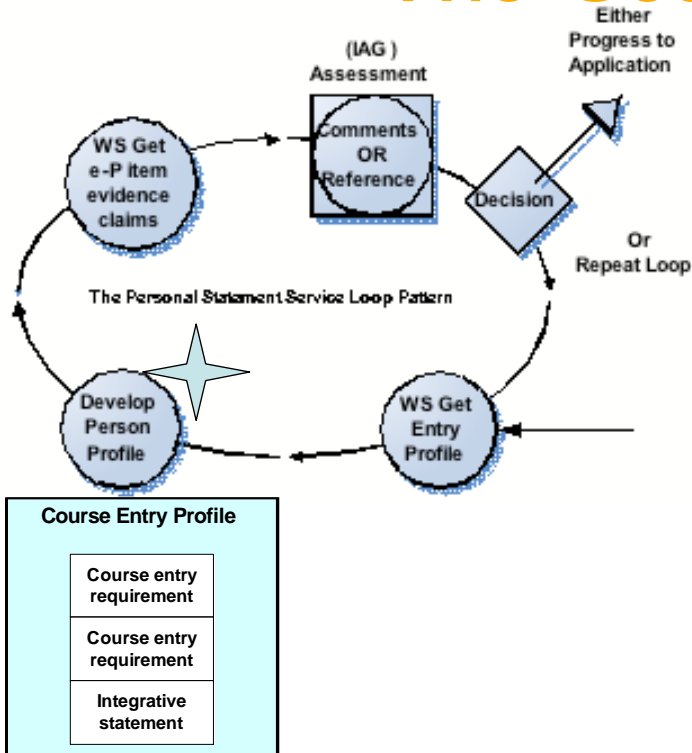 Either
Progress to
Application
(IAG )
Assessment
WS Get
e-P item
evidence
claims
Comments
OR
Reference
Decision
Or
Repeat Loop
The Personal Statement Service Loop Pattern
Develop
Person
Profile
WS Get
Entry
Profile
Course Entry Profile
Course entry
requirement
Course entry
requirement
Integrative
statement